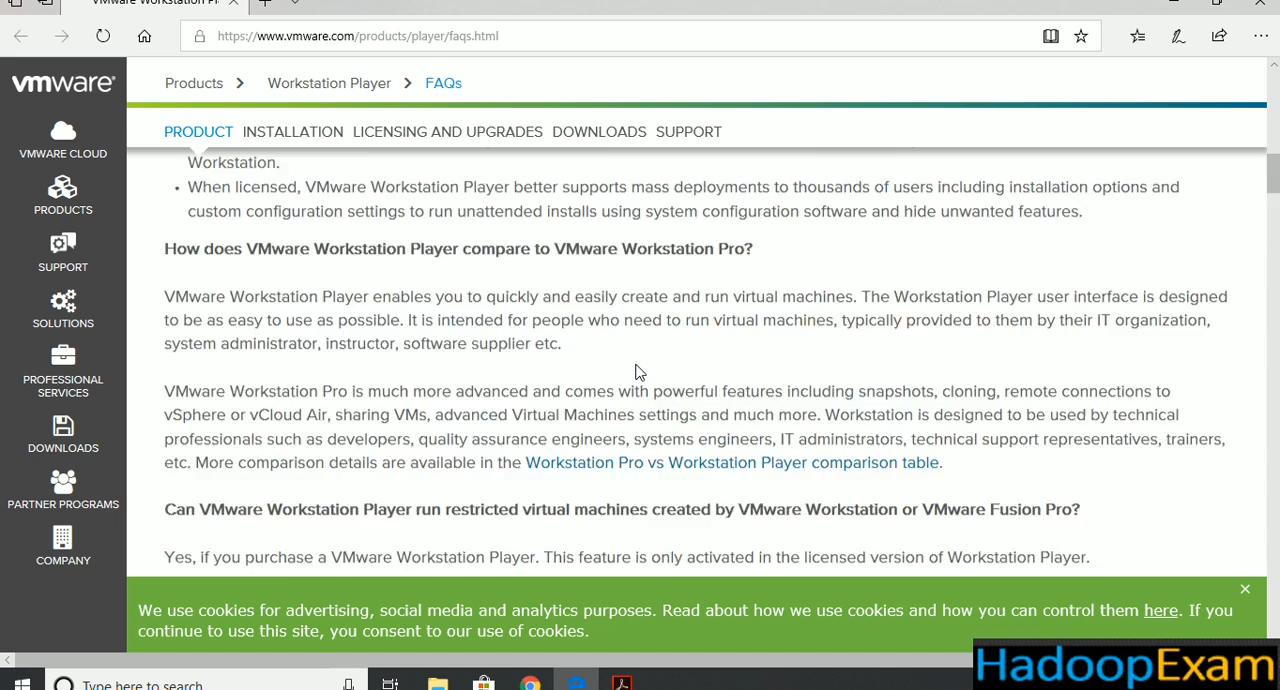 VMware Workstation Pl
https://www.vmware.com/products/player/faqs.html
vmware
Products > Workstation Player > FAQs
PRODUCT INSTALLATION LICENSING AND UPGRADES DOWNLOADS SUPPORT
VMWARE CLOUD
PRODUCTS
SUPPORT
SOLUTIONS
PROFESSIONAL
SERVICES
DOWNLOADS
PARTNER PROGRAMS
COMPANY
Workstation.
• When licensed, VMware Workstation Player better supports mass deployments to thousands of users including installation options and
custom configuration settings to run unattended installs using system configuration software and hide unwanted features.
How does VMware Workstation Player compare to VMware Workstation Pro?
VMware Workstation Player enables you to quickly and easily create and run virtual machines. The Workstation Player user interface is designed
to be as easy to use as possible. It is intended for people who need to run virtual machines, typically provided to them by their IT organization,
system administrator, instructor, software supplier etc.
VMware Workstation Pro is much more advanced and comes with powerful features including snapshots, cloning, remote connections to
vSphere or vCloud Air, sharing VMs, advanced Virtual Machines settings and much more. Workstation is designed to be used by technical
professionals such as developers, quality assurance engineers, systems engineers, IT administrators, technical support representatives, trainers,
etc. More comparison details are available in the Workstation Pro vs Workstation Player comparison table.
Can VMware Workstation Player run restricted virtual machines created by VMware Workstation or VMware Fusion Pro?
Yes, if you purchase a VMware Workstation Player. This feature is only activated in the licensed version of Workstation Player.
We use cookies for advertising, social media and analytics purposes. Read about how we use cookies and how you can control them here. If you
continue to use this site, you consent to our use of cookies.
HadoopExam
Type here to search